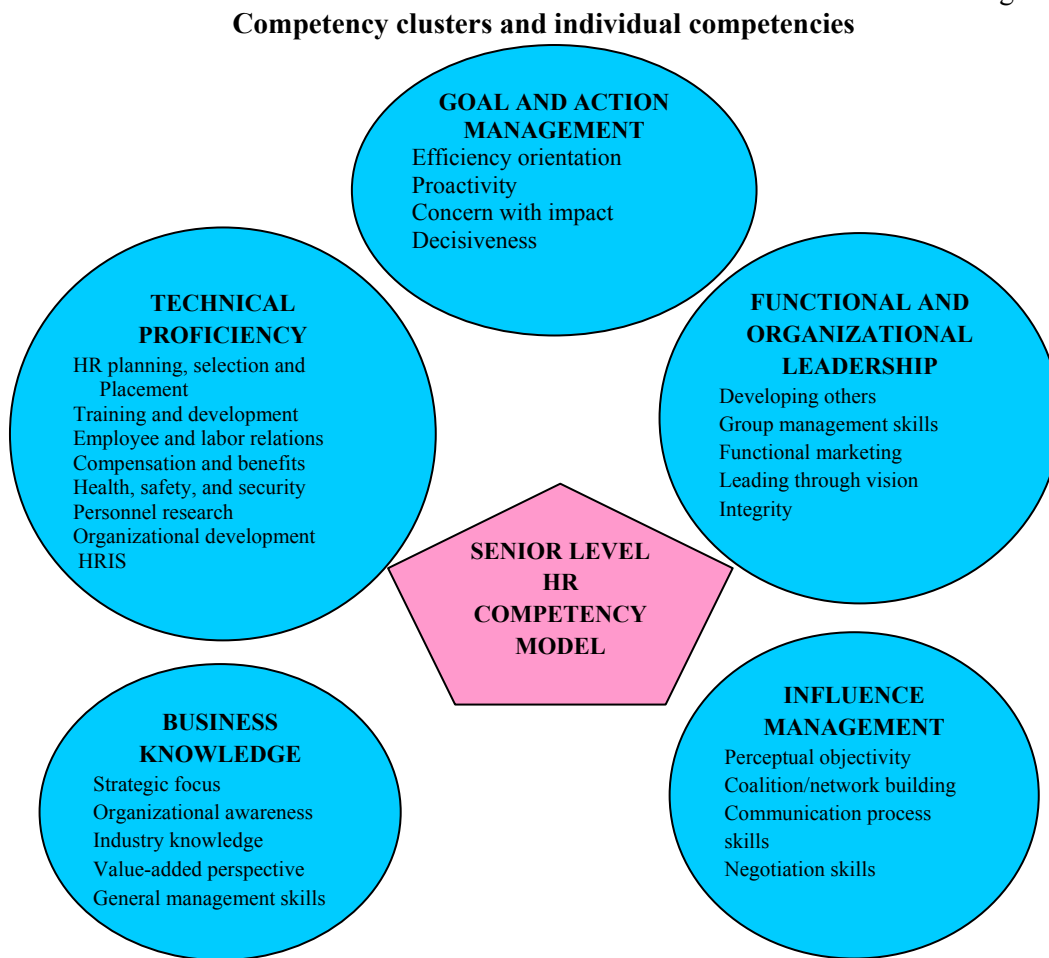 g
Competency clusters and individual competencies
GOAL AND ACTION
MANAGEMENT
Efficiency orientation
Proactivity
Concern with impact
Decisiveness
TECHNICAL
PROFICIENCY
HR planning, selection and
Placement
Training and development
Employee and labor relations
Compensation and benefits
Health, safety, and security
Personnel research
Organizational development
HRIS
FUNCTIONAL AND
ORGANIZATIONAL
LEADERSHIP
Developing others
Group management skills
Functional marketing
Leading through vision
Integrity
SENIOR LEVEL
HR
COMPETENCY
MODEL
BUSINESS
KNOWLEDGE
Strategic focus
Organizational awareness
Industry knowledge
Value-added perspective
General management skills
INFLUENCE
MANAGEMENT
Perceptual objectivity
Coalition/network building
Communication process
skills
Negotiation skills